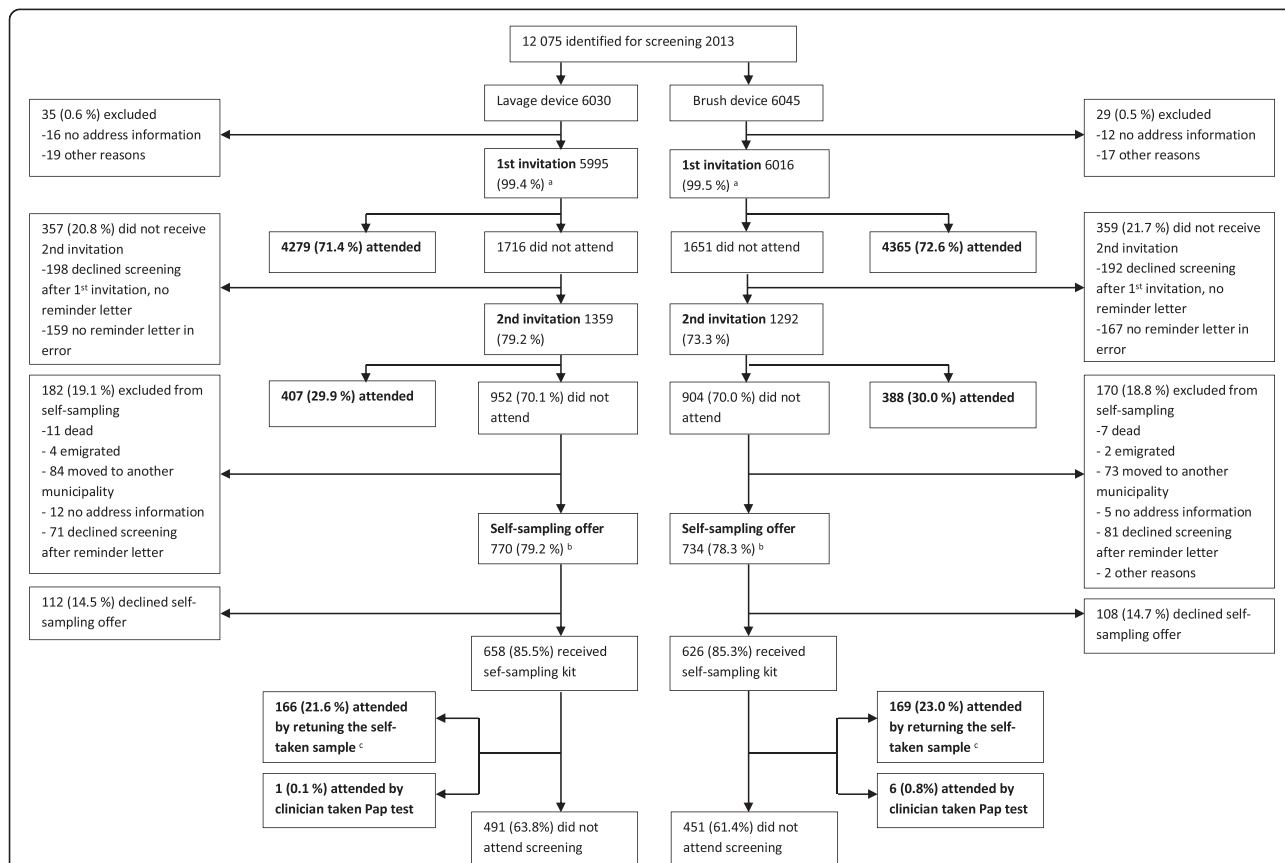 12 075 identified for screening 2013
Lavage device 6030
Brush device 6045
35 (0.6 %) excluded
-16 no address information
-19 other reasons
29 (0.5 %) excluded
-12 no address information
-17 other reasons
1st invitation 5995
(99.4 %) a
1st invitation 6016
(99.5 %) a
357 (20.8 %) did not receive
2nd invitation
-198 declined screening
after 1st invitation, no
reminder letter
-159 no reminder letter in
error
4279 (71.4 %) attended
1716 did not attend
1651 did not attend
4365 (72.6 %) attended
359 (21.7 %) did not receive
2nd invitation
-192 declined screening
after 1st invitation, no
reminder letter
-167 no reminder letter in
error
2nd invitation 1359
(79.2 %)
2nd invitation 1292
(73.3 %)
182 (19.1 %) excluded from
self-sampling
-11 dead
- 4 emigrated
- 84 moved to another
municipality
- 12 no address information
- 71 declined screening
after reminder letter
407 (29.9 %) attended
952 (70.1 %) did not
attend
904 (70.0 %) did not
attend
388 (30.0 %) attended
170 (18.8 %) excluded from
self-sampling
-7 dead
- 2 emigrated
- 73 moved to another
municipality
- 5 no address information
- 81 declined screening
after reminder letter
- 2 other reasons
Self-sampling offer
770 (79.2 %) b
Self-sampling offer
734 (78.3 %) b
112 (14.5 %) declined self-
sampling offer
108 (14.7 %) declined self-
sampling offer
658 (85.5%) received
sef-sampling kit
626 (85.3%) received
self-sampling kit
166 (21.6 %) attended
by retuning the self-
taken sample c
169 (23.0 %) attended
by returning the self-
taken sample c
1 (0.1 %) attended by
clinician taken Pap test
6 (0.8%) attended by
clinician taken Pap test
491 (63.8%) did not
attend screening
451 (61.4%) did not
attend screening